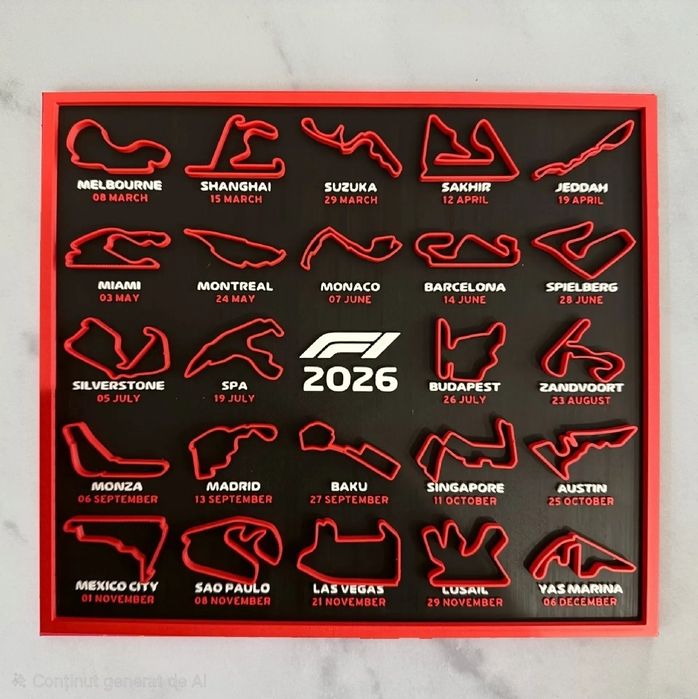 MELBOURNE
08 MARCH
SHANGHAI
15 MARCH
SUZUKA
29 MARCH
SAKHIR
12 APRIL
JEDDAH
19 APRIL
MIAMI
03 MAY
MONTREAL
24 MAY
MONACO
07 JUNE
BARCELONA
14 JUNE
SPIELBERG
28 JUNE
SILVERSTONE
05 JULY
SPA
19 JULY
F1
2026
BUDAPEST
26 JULY
ZANDVOORT
23 AUGUST
MONZA
06 SEPTEMBER
MADRID
13 SEPTEMBER
BAKU
27 SEPTEMBER
SINGAPORE
11 OCTOBER
AUSTIN
25 OCTOBER
MEXICO CITY
01 NOVEMBER
SAO PAULO
08 NOVEMBER
LAS VEGAS
21 NOVEMBER
LUSAIL
29 NOVEMBER
YAS MARINA
06 DECEMBER
Conținut generat de AI